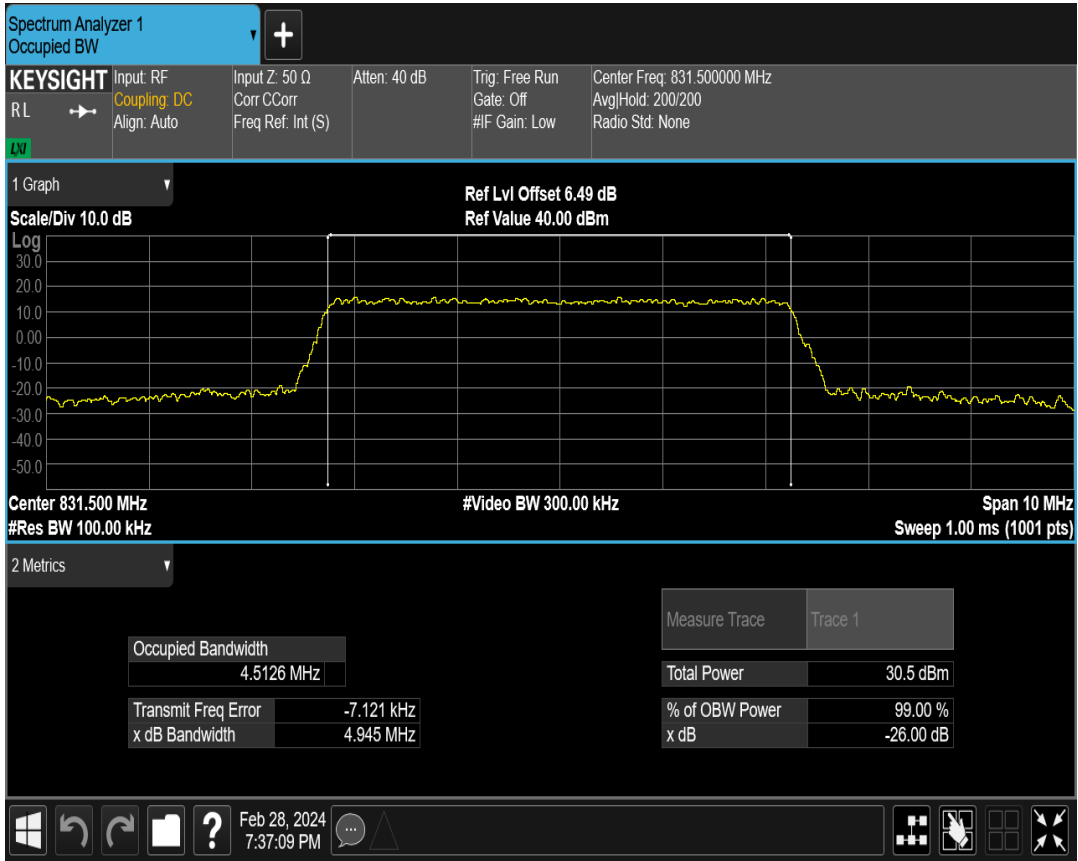 Spectrum Analyzer 1
Occupied BW
+
KEYSIGHT
R L
LXI
Input: RF
Coupling: DC
Align: Auto
Input Z: 50 Ω
Corr CCorr
Freq Ref: Int (S)
Atten: 40 dB
Trig: Free Run
Gate: Off
#IF Gain: Low
Center Freq: 831.500000 MHz
Avg|Hold: 200/200
Radio Std: None
1 Graph
Scale/Div 10.0 dB
Ref Lvl Offset 6.49 dB
Ref Value 40.00 dBm
Log
30.0
20.0
10.0
0.00
-10.0
-20.0
-30.0
-40.0
-50.0
Center 831.500 MHz
#Res BW 100.00 kHz
#Video BW 300.00 kHz
Span 10 MHz
Sweep 1.00 ms (1001 pts)
2 Metrics
Measure Trace Trace 1
Occupied Bandwidth
4.5126 MHz
Total Power 30.5 dBm
Transmit Freq Error -7.121 kHz
% of OBW Power 99.00 %
x dB Bandwidth 4.945 MHz
x dB -26.00 dB
?
Feb 28, 2024
7:37:09 PM